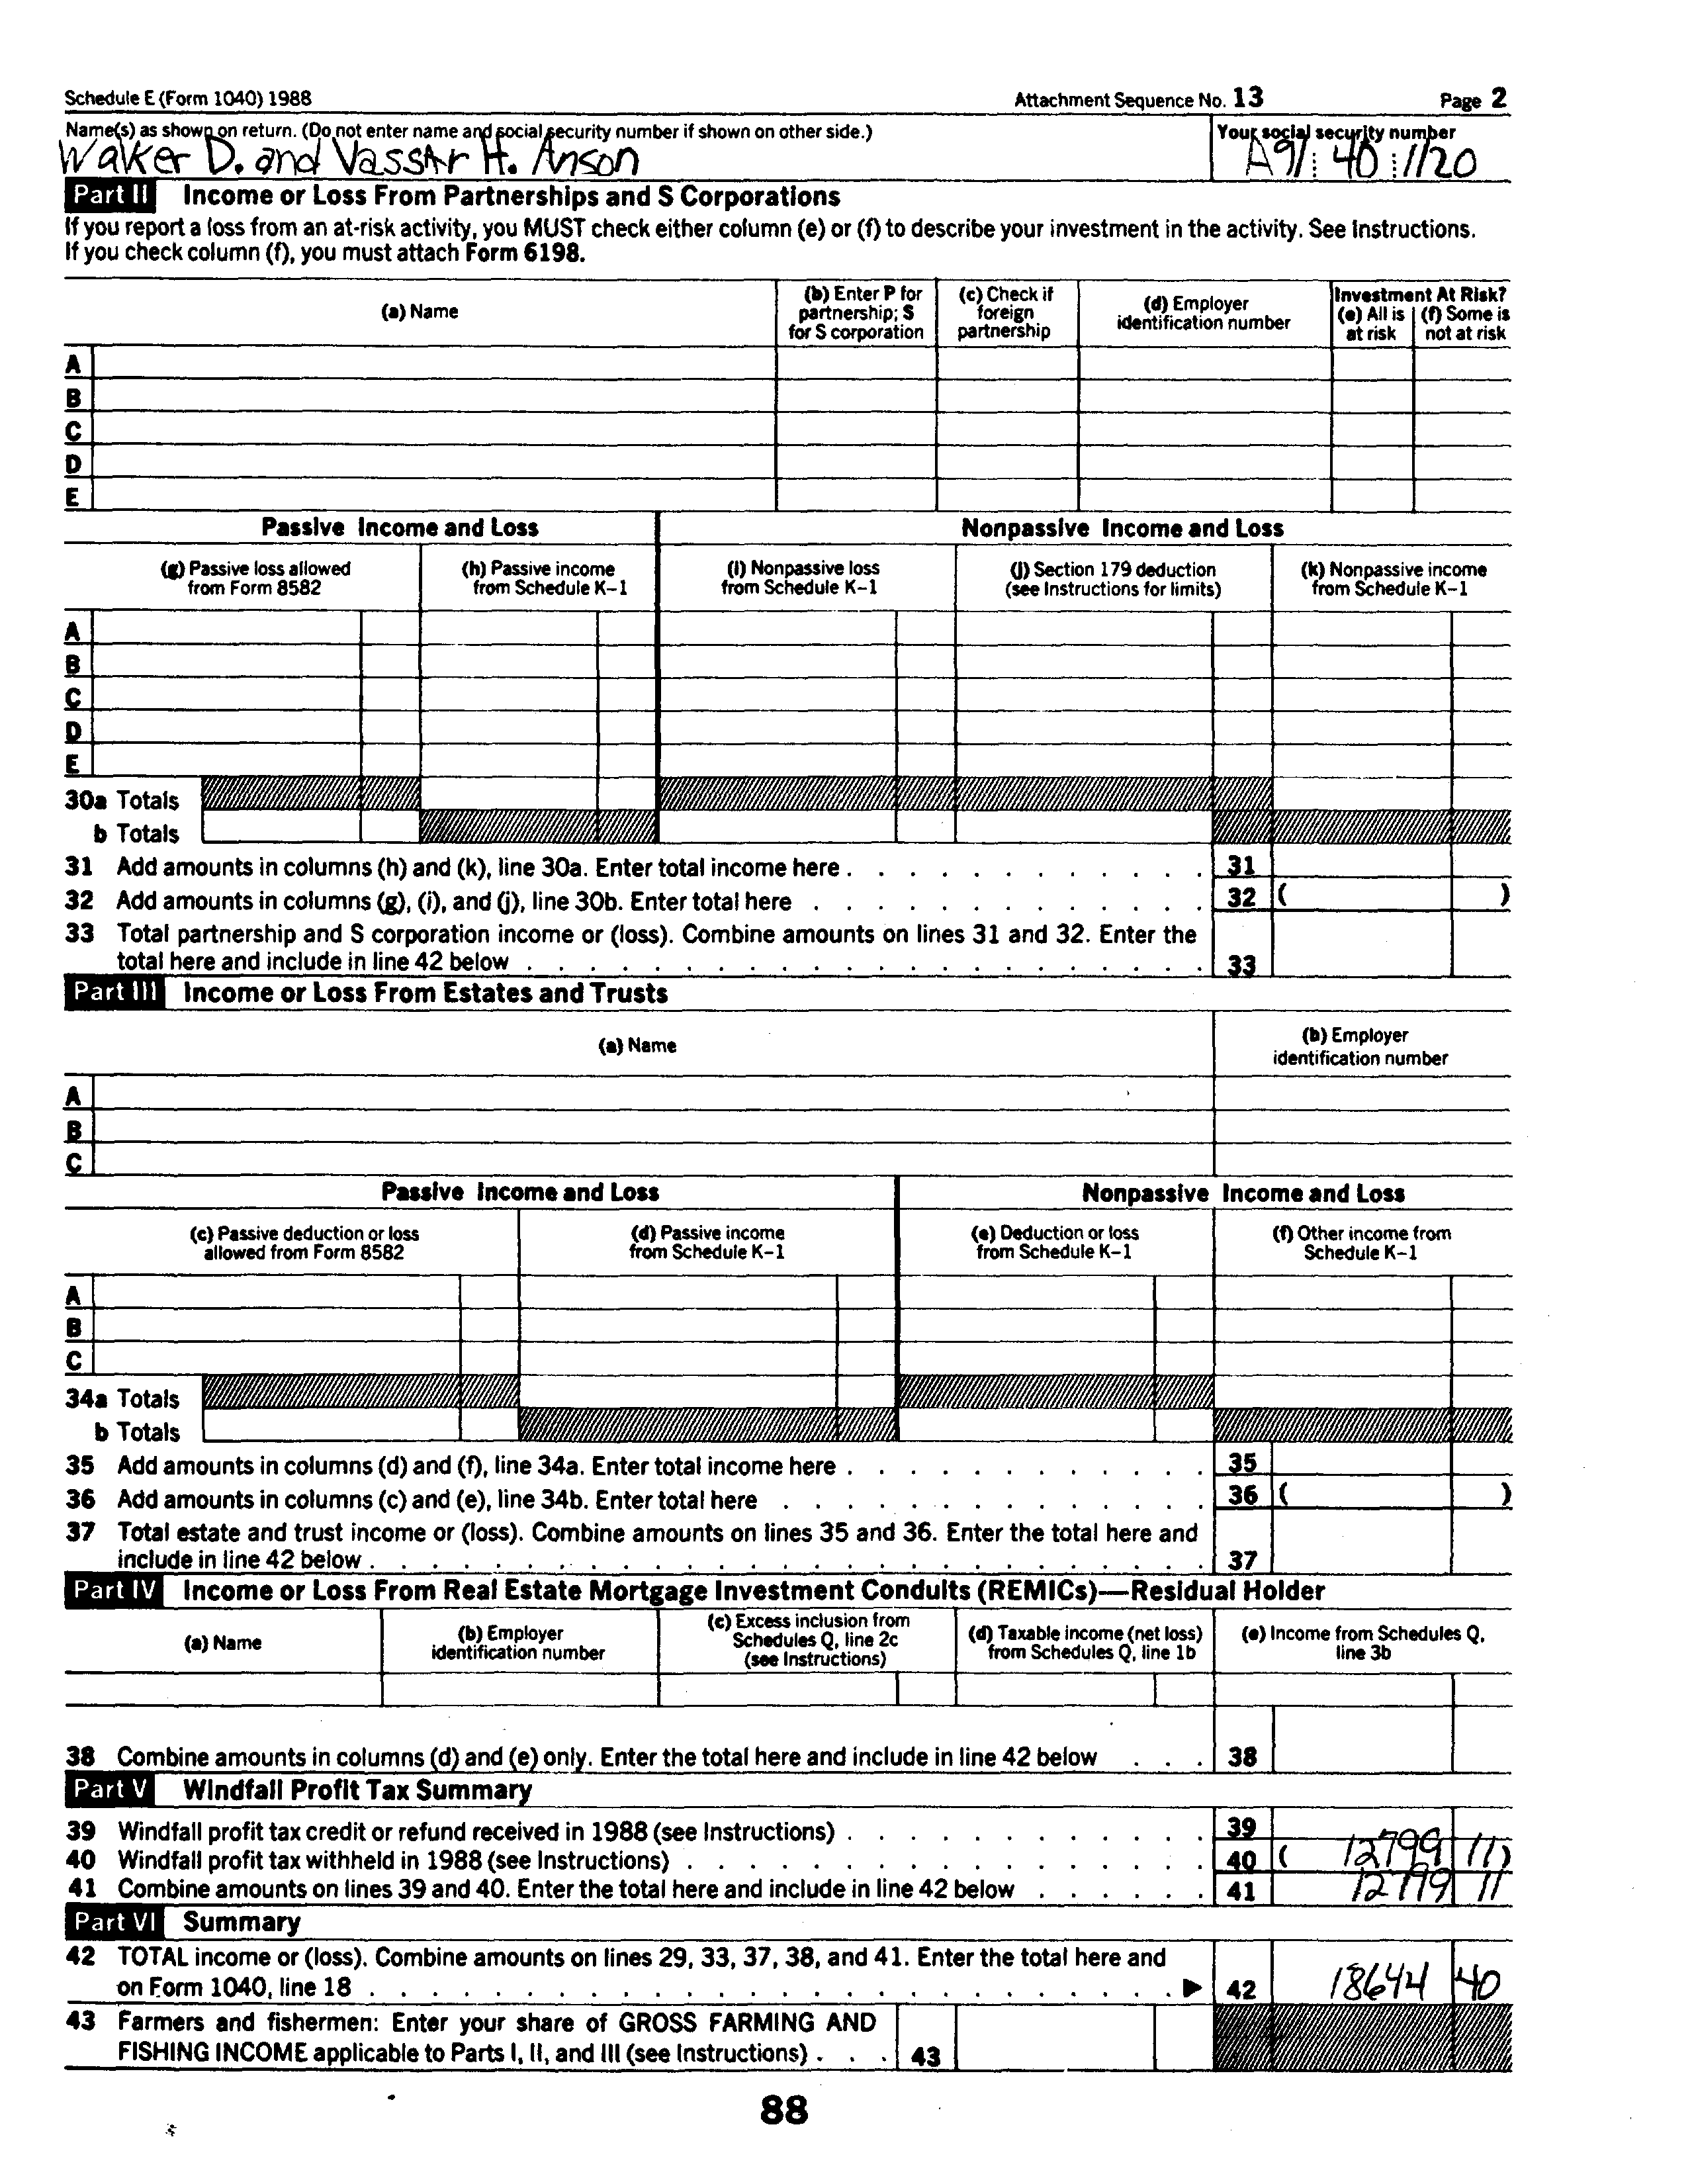 Schedule E (Form 1040) 1988 Attachment Sequence No. 13 Page 2
Name(s) as shown on return. (Do not enter name and social security number if shown on other side.) Your social security number
Walker D. and Vassar H. Anson A91 40 1120
Part II Income or Loss From Partnerships and S Corporations
If you report a loss from an at-risk activity, you MUST check either column (e) or (f) to describe your investment in the activity. See Instructions.
If you check column (f), you must attach Form 6198.
(a) Name (b) Enter P for partnership; S for S corporation (c) Check if foreign partnership (d) Employer identification number Investment At Risk? (e) All is at risk (f) Some is not at risk
A
B
C
D
E
Passive Income and Loss Nonpassive Income and Loss
(g) Passive loss allowed from Form 8582 (h) Passive income from Schedule K–1 (i) Nonpassive loss from Schedule K–1 (j) Section 179 deduction (see Instructions for limits) (k) Nonpassive income from Schedule K–1
A
B
C
D
E
30a Totals
b Totals
31 Add amounts in columns (h) and (k), line 30a. Enter total income here . 31
32 Add amounts in columns (g), (i), and (j), line 30b. Enter total here . 32 ( )
33 Total partnership and S corporation income or (loss). Combine amounts on lines 31 and 32. Enter the
total here and include in line 42 below . 33
Part III Income or Loss From Estates and Trusts
(a) Name (b) Employer identification number
A
B
C
Passive Income and Loss Nonpassive Income and Loss
(c) Passive deduction or loss allowed from Form 8582 (d) Passive income from Schedule K–1 (e) Deduction or loss from Schedule K–1 (f) Other income from Schedule K–1
A
B
C
34a Totals
b Totals
35 Add amounts in columns (d) and (f), line 34a. Enter total income here . 35
36 Add amounts in columns (c) and (e), line 34b. Enter total here . 36 ( )
37 Total estate and trust income or (loss). Combine amounts on lines 35 and 36. Enter the total here and
include in line 42 below . 37
Part IV Income or Loss From Real Estate Mortgage Investment Conduits (REMICs)—Residual Holder
(a) Name (b) Employer identification number (c) Excess inclusion from Schedules Q, line 2c (see Instructions) (d) Taxable income (net loss) from Schedules Q, line 1b (e) Income from Schedules Q, line 3b
38 Combine amounts in columns (d) and (e) only. Enter the total here and include in line 42 below . 38
Part V Windfall Profit Tax Summary
39 Windfall profit tax credit or refund received in 1988 (see Instructions) . 39
40 Windfall profit tax withheld in 1988 (see Instructions) . 40 ( 12799 11 )
41 Combine amounts on lines 39 and 40. Enter the total here and include in line 42 below . 41 12799 11
Part VI Summary
42 TOTAL income or (loss). Combine amounts on lines 29, 33, 37, 38, and 41. Enter the total here and
on Form 1040, line 18 . ▶ 42 18644 40
43 Farmers and fishermen: Enter your share of GROSS FARMING AND
FISHING INCOME applicable to Parts I, II, and III (see Instructions) . 43
88